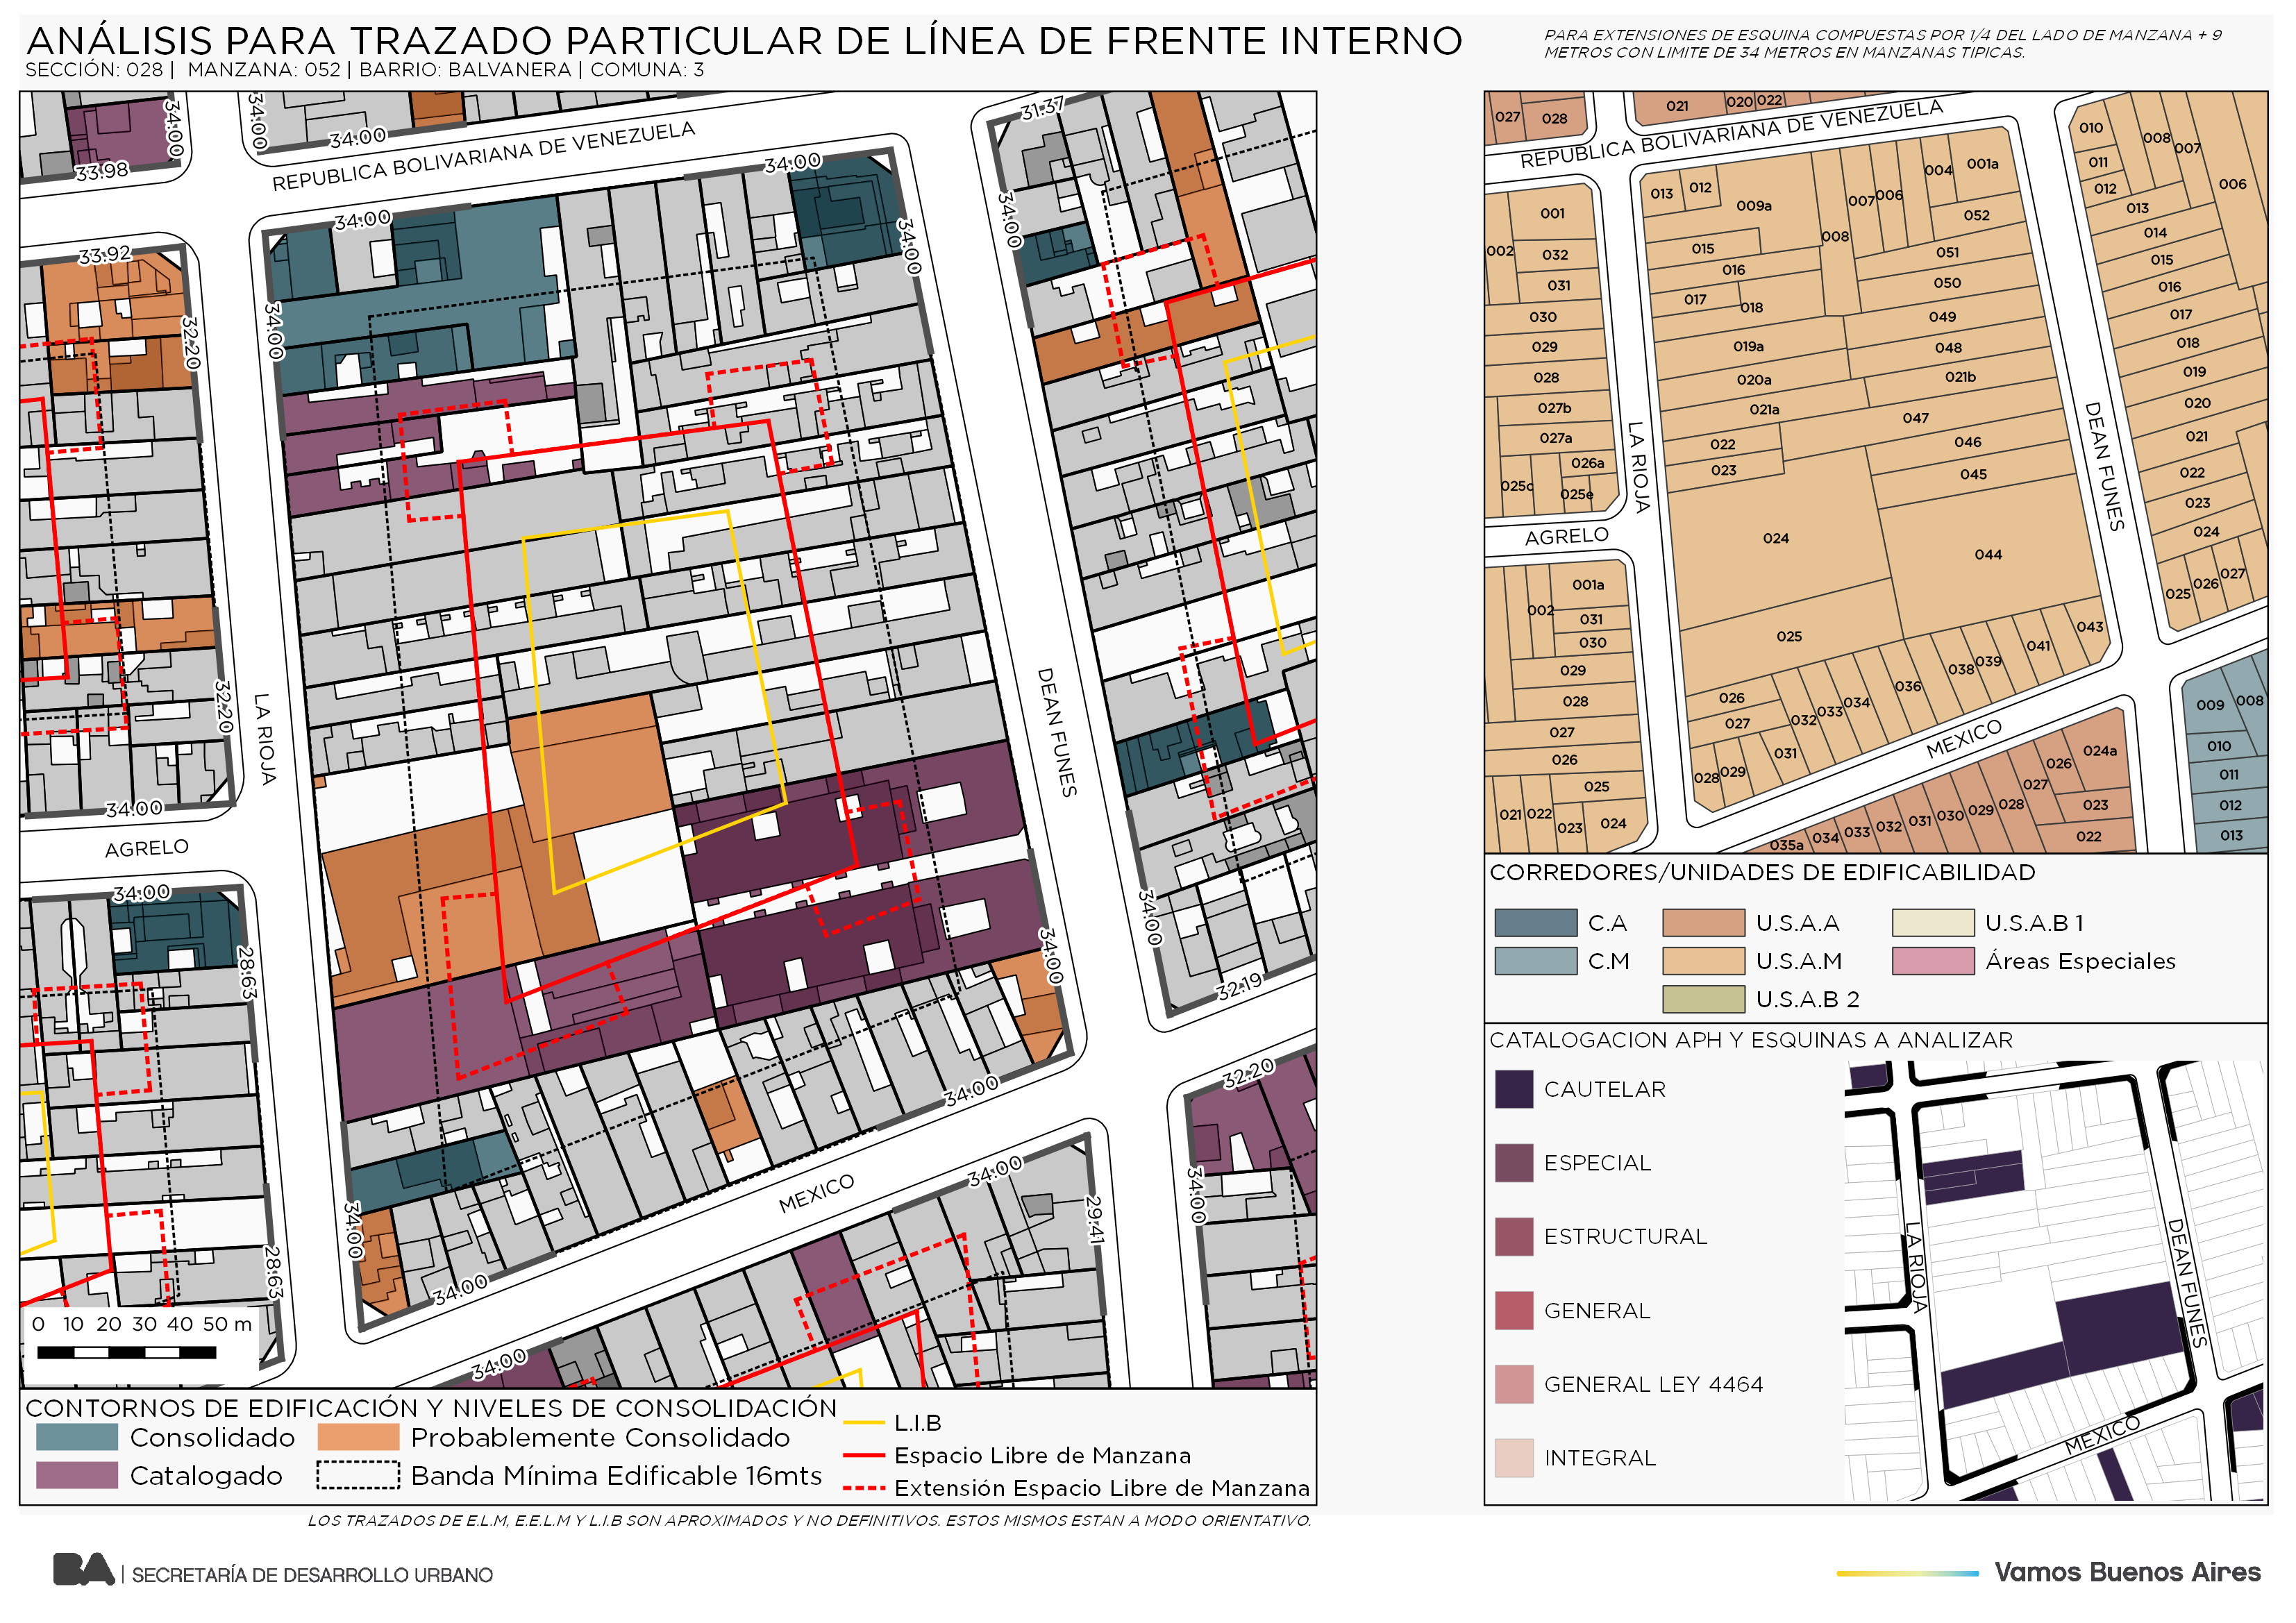 ANÁLISIS PARA TRAZADO PARTICULAR DE LÍNEA DE FRENTE INTERNO
SECCIÓN: 028 | MANZANA: 052 | BARRIO: BALVANERA | COMUNA: 3
PARA EXTENSIONES DE ESQUINA COMPUESTAS POR 1/4 DEL LADO DE MANZANA + 9
METROS CON LIMITE DE 34 METROS EN MANZANAS TIPICAS.
34.00
34.00
34.00
33.98
REPUBLICA BOLIVARIANA DE VENEZUELA
34.00
31.37
34.00
34.00
34.00
34.00
33.92
32.20
32.20
34.00
LA RIOJA
AGRELO
34.00
28.63
28.63
DEAN FUNES
34.00
34.00
32.19
34.00
34.00
34.00
MEXICO
34.00
34.00
29.41
32.20
34.00
0 10 20 30 40 50 m
CONTORNOS DE EDIFICACIÓN Y NIVELES DE CONSOLIDACIÓN
Consolidado
Probablemente Consolidado
Catalogado
Banda Mínima Edificable 16mts
L.I.B
Espacio Libre de Manzana
Extensión Espacio Libre de Manzana
LOS TRAZADOS DE E.L.M, E.E.L.M Y L.I.B SON APROXIMADOS Y NO DEFINITIVOS. ESTOS MISMOS ESTAN A MODO ORIENTATIVO.
027
028
021
020
022
REPUBLICA BOLIVARIANA DE VENEZUELA
001
002
032
031
030
029
028
027b
027a
026a
025c
025e
AGRELO
001a
002
031
030
029
028
027
026
025
021
022
023
024
LA RIOJA
013
012
009a
008
007
006
004
001a
052
015
016
017
018
051
050
049
048
021b
019a
020a
021a
047
022
023
046
045
024
044
025
026
027
028
029
031
032
033
034
036
038
039
041
043
DEAN FUNES
MEXICO
010
011
012
008
007
006
013
014
015
016
017
018
019
020
021
022
023
024
025
026
027
035a
034
033
032
031
030
029
028
027
026
024a
023
022
009
008
010
011
012
013
CORREDORES/UNIDADES DE EDIFICABILIDAD
C.A
U.S.A.A
U.S.A.B 1
C.M
U.S.A.M
Áreas Especiales
U.S.A.B 2
CATALOGACION APH Y ESQUINAS A ANALIZAR
CAUTELAR
ESPECIAL
ESTRUCTURAL
GENERAL
GENERAL LEY 4464
INTEGRAL
LA RIOJA
DEAN FUNES
MEXICO
BA | SECRETARÍA DE DESARROLLO URBANO
Vamos Buenos Aires